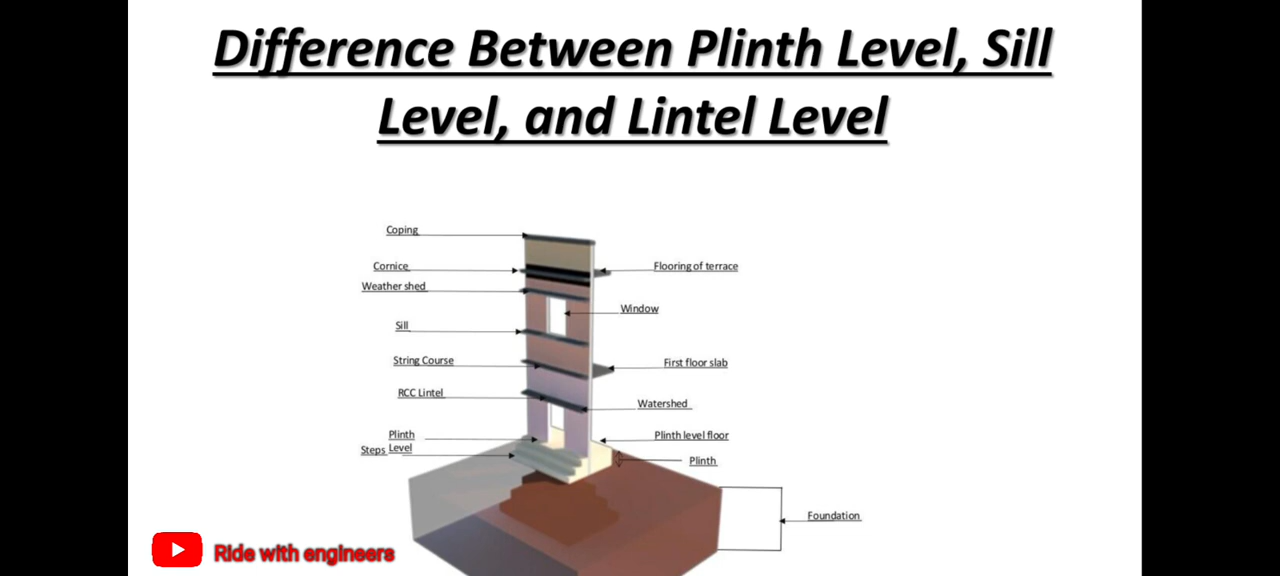 Difference Between Plinth Level, Sill
Level, and Lintel Level
Coping
Cornice
Flooring of terrace
Weather shed
Window
Sill
String Course
First floor slab
RCC Lintel
Watershed
Plinth
Level
Plinth level floor
Steps
Plinth
Foundation
Ride with engineers